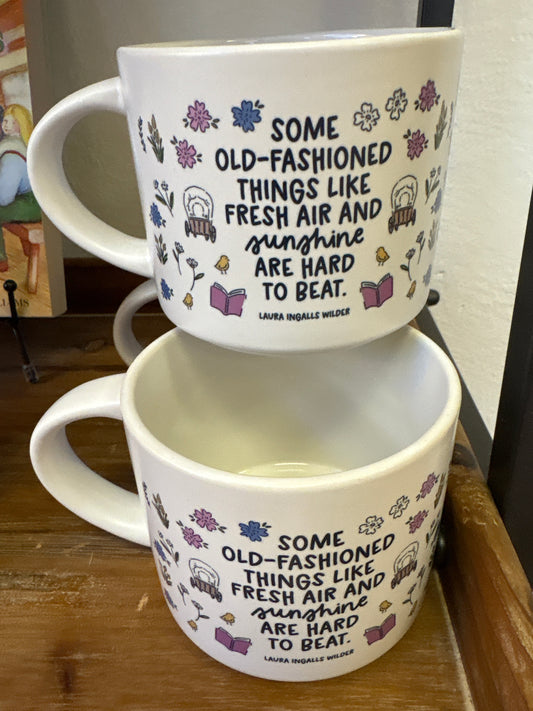 SOME
OLD-FASHIONED
THINGS LIKE
FRESH AIR AND
sunshine
ARE HARD
TO BEAT.
LAURA INGALLS WILDER
SOME
OLD-FASHIONED
THINGS LIKE
FRESH AIR AND
sunshine
ARE HARD
TO BEAT.
LAURA INGALLS WILDER